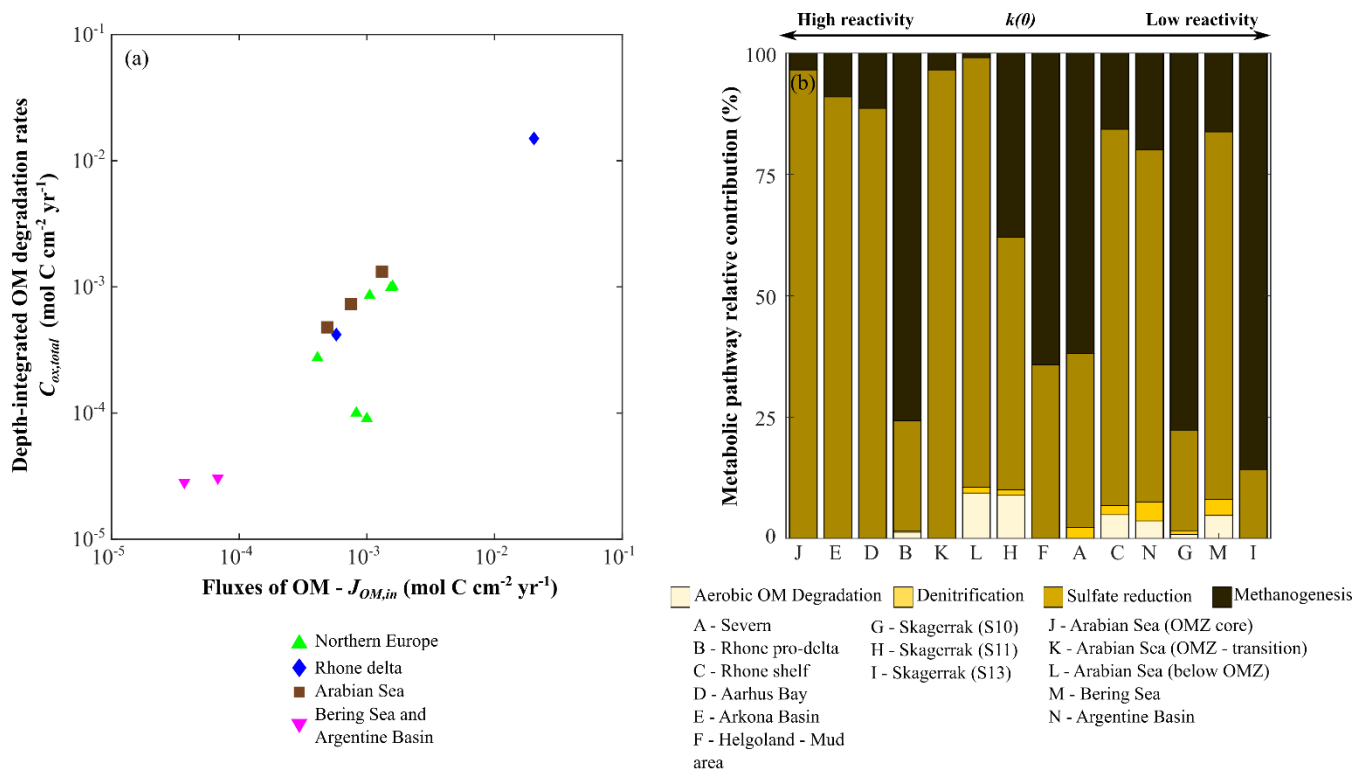 (a)
10⁻¹
10⁻²
10⁻³
10⁻⁴
10⁻⁵
Depth-integrated OM degradation rates
C_ox,total (mol C cm⁻² yr⁻¹)
10⁻⁵ 10⁻⁴ 10⁻³ 10⁻² 10⁻¹
Fluxes of OM - J_OM,in (mol C cm⁻² yr⁻¹)
Northern Europe
Rhone delta
Arabian Sea
Bering Sea and
Argentine Basin
High reactivity k(0) Low reactivity
(b)
100
75
50
25
0
Metabolic pathway relative contribution (%)
J E D B K L H F A C N G M I
Aerobic OM Degradation Denitrification Sulfate reduction Methanogenesis
A - Severn
B - Rhone pro-delta
C - Rhone shelf
D - Aarhus Bay
E - Arkona Basin
F - Helgoland - Mud
area
G - Skagerrak (S10)
H - Skagerrak (S11)
I - Skagerrak (S13)
J - Arabian Sea (OMZ core)
K - Arabian Sea (OMZ - transition)
L - Arabian Sea (below OMZ)
M - Bering Sea
N - Argentine Basin